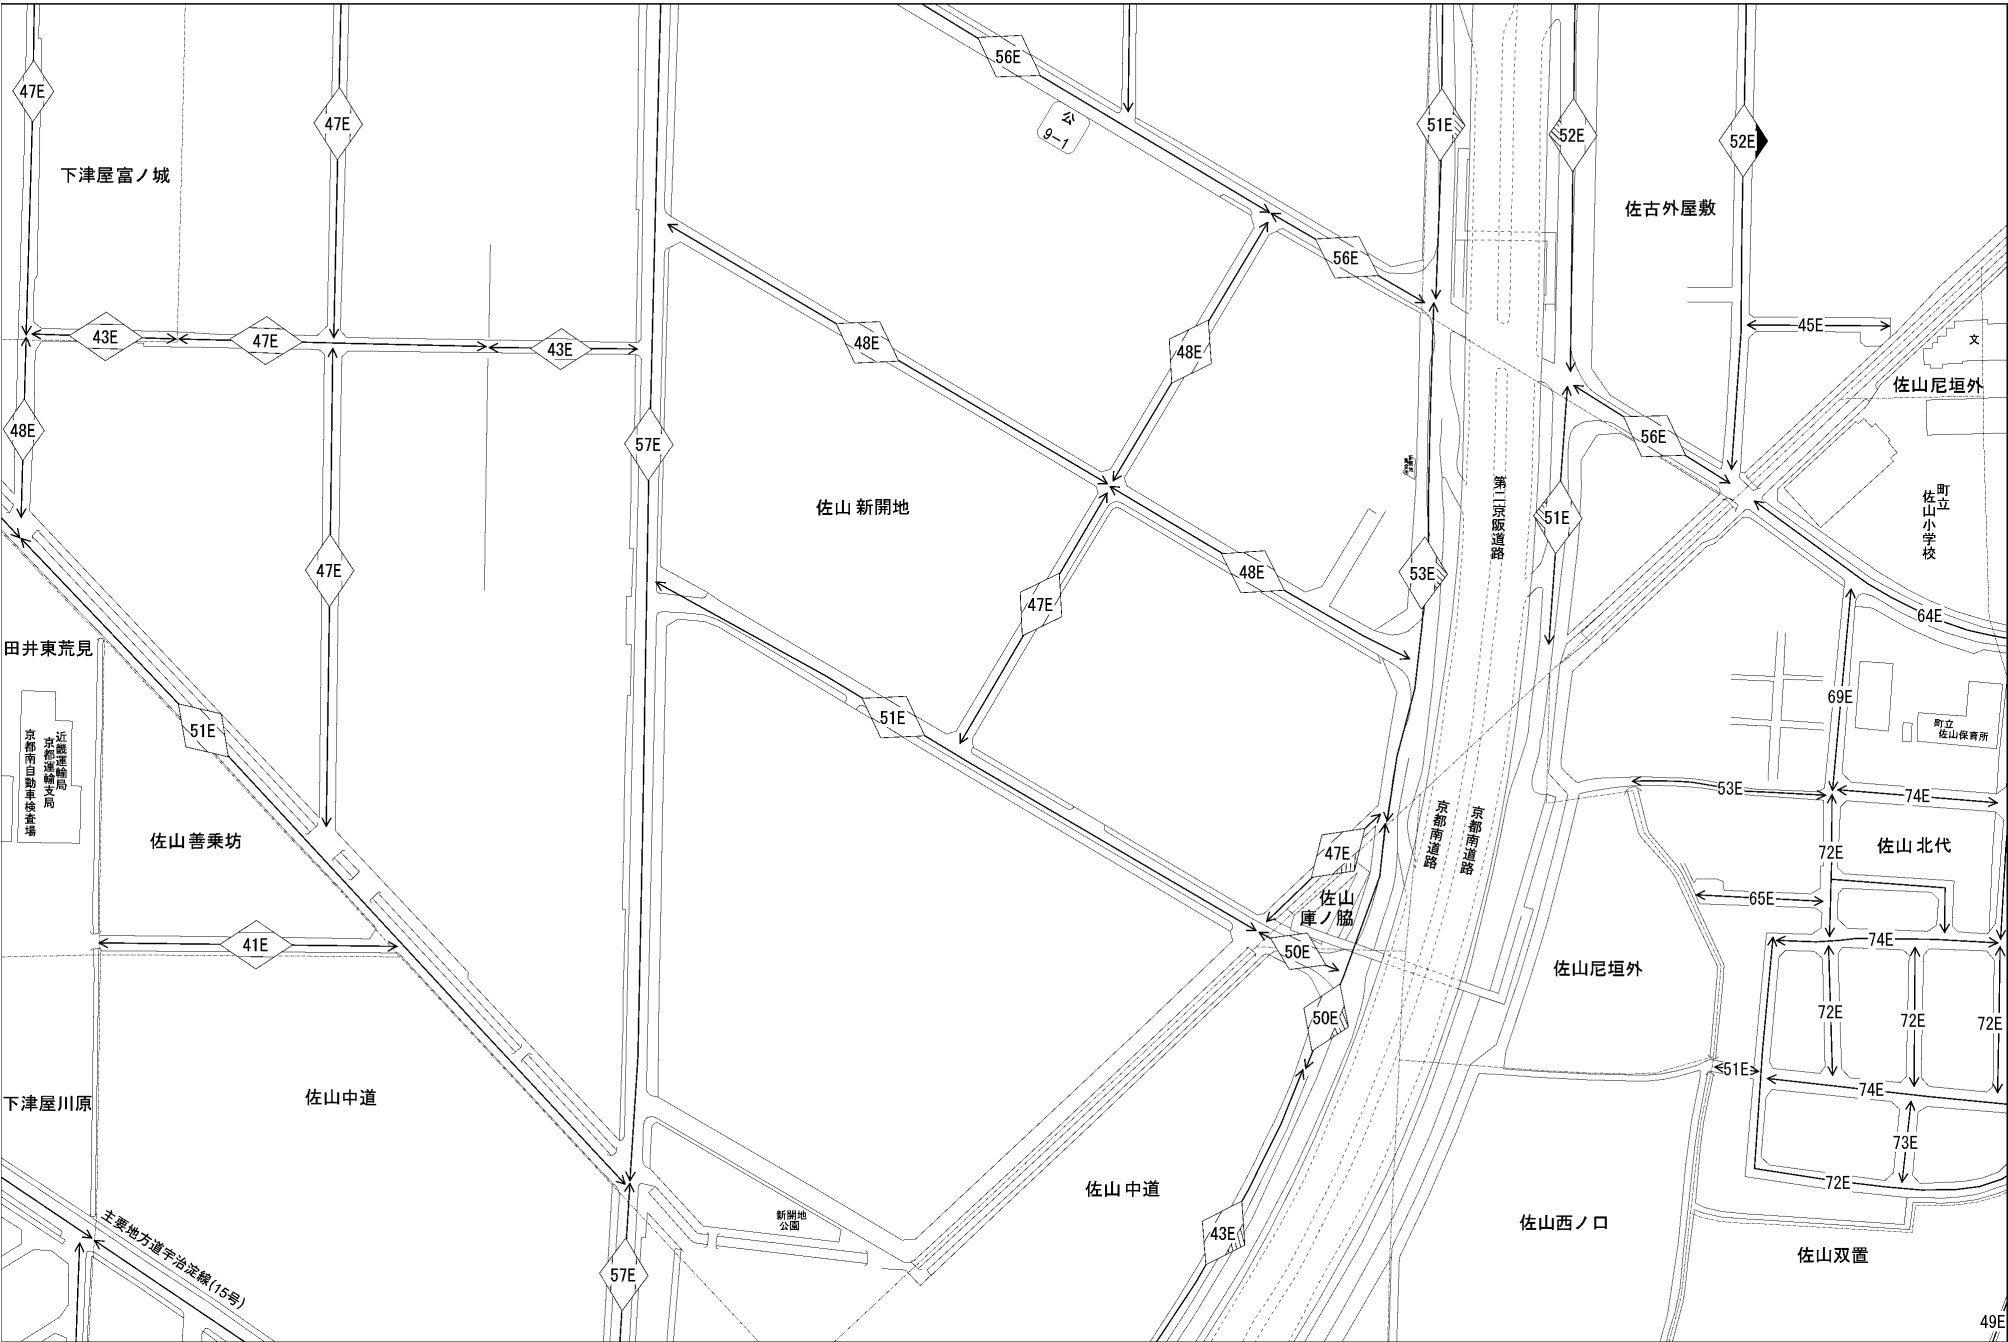 56E
47E
47E
公
9-1
51E
52E
52E
下津屋富ノ城
佐古外屋敷
56E
45E
43E
47E
43E
48E
48E
文
佐山尼垣外
48E
57E
56E
佐山新開地
第二京阪道路
51E
町立
佐山小学校
47E
48E
53E
47E
64E
田井東荒見
69E
51E
51E
町立
佐山保育所
近畿運輸局
京都運輸支局
京都南自動車検査場
53E
74E
佐山善乗坊
京都南道路
京都南道路
47E
72E
佐山北代
佐山
庫ノ脇
65E
41E
50E
74E
佐山尼垣外
50E
72E
72E
72E
51E
74E
下津屋川原
佐山中道
73E
佐山中道
72E
主要地方道宇治淀線(15号)
新開地
公園
43E
佐山西ノ口
佐山双置
57E
49E